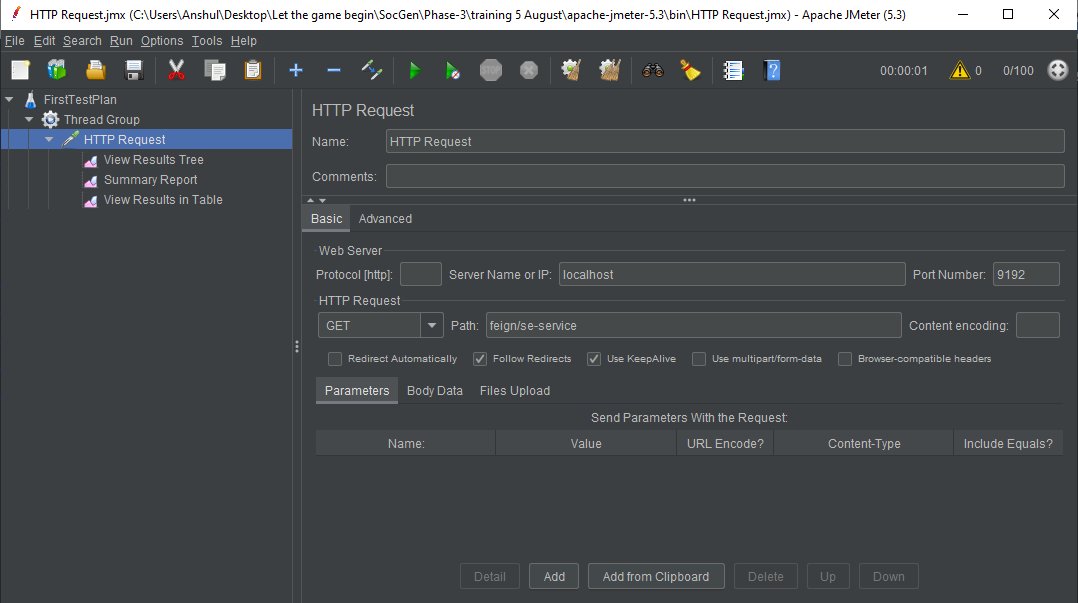 HTTP Request.jmx (C:\Users\Anshul\Desktop\Let the game begin\SocGen\Phase-3\training 5 August\apache-jmeter-5.3\bin\HTTP Request.jmx) - Apache JMeter (5.3)
File Edit Search Run Options Tools Help
STOP 00:00:01 0 0/100
FirstTestPlan
Thread Group
HTTP Request
View Results Tree
Summary Report
View Results in Table
HTTP Request
Name: HTTP Request
Comments:
Basic Advanced
Web Server
Protocol [http]: Server Name or IP: localhost Port Number: 9192
HTTP Request
GET Path: feign/se-service Content encoding:
Redirect Automatically Follow Redirects Use KeepAlive Use multipart/form-data Browser-compatible headers
Parameters Body Data Files Upload
Send Parameters With the Request:
Name: Value URL Encode? Content-Type Include Equals?
Detail Add Add from Clipboard Delete Up Down